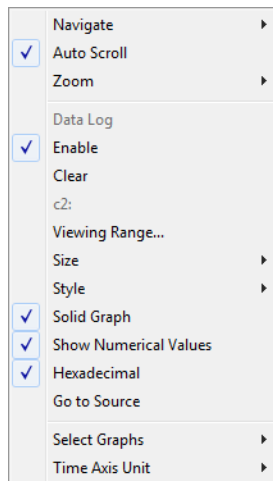 Navigate
Auto Scroll
Zoom
Data Log
Enable
Clear
c2:
Viewing Range...
Size
Style
Solid Graph
Show Numerical Values
Hexadecimal
Go to Source
Select Graphs
Time Axis Unit